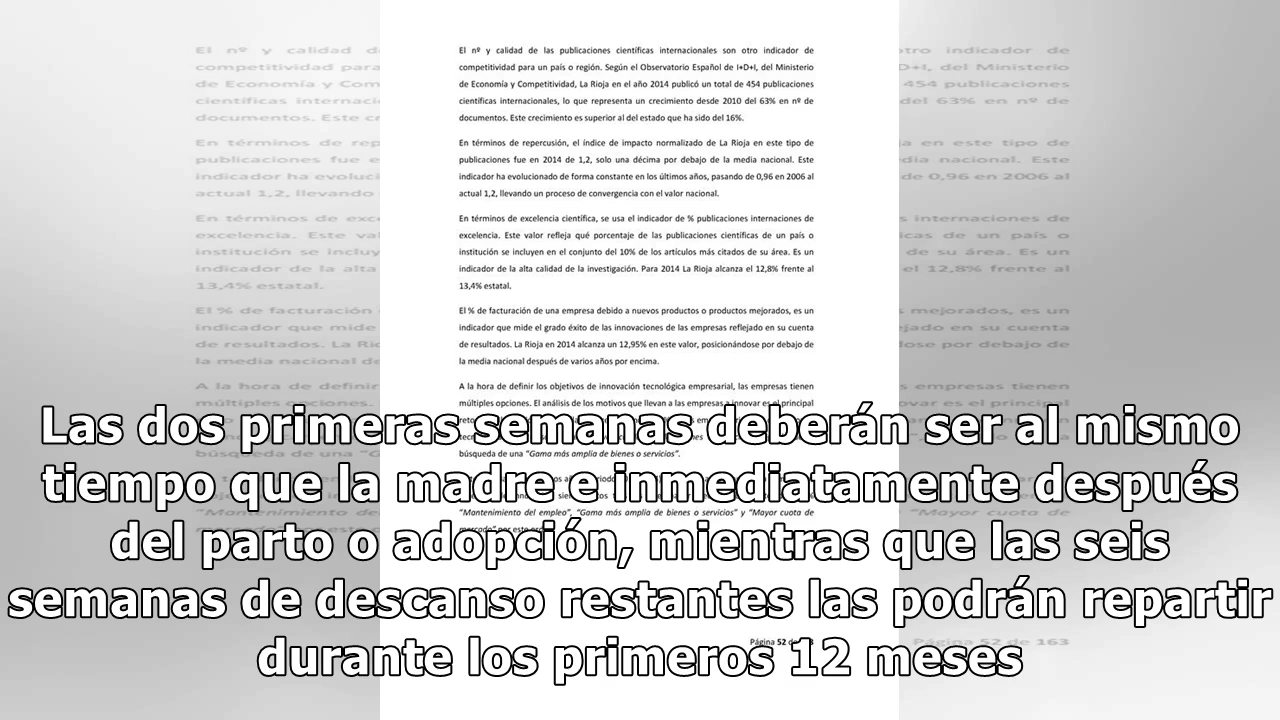 El nº y calidad de las publicaciones científicas internacionales son otro indicador de
competitividad para un país o región. Según el Observatorio Español de I+D+I, del Ministerio
de Economía y Competitividad, La Rioja en el año 2014 publicó un total de 454 publicaciones
científicas internacionales, lo que representa un crecimiento desde 2010 del 63% en nº de
documentos. Este crecimiento es superior al del estado que ha sido del 16%.
En términos de repercusión, el índice de impacto normalizado de La Rioja en este tipo de
publicaciones fue en 2014 de 1,2, solo una décima por debajo de la media nacional. Este
indicador ha evolucionado de forma constante en los últimos años, pasando de 0,96 en 2006 al
actual 1,2, llevando un proceso de convergencia con el valor nacional.
En términos de excelencia científica, se usa el indicador de % publicaciones internaciones de
excelencia. Este valor refleja qué porcentaje de las publicaciones científicas de un país o
institución se incluyen en el conjunto del 10% de los artículos más citados de su área. Es un
indicador de la alta calidad de la investigación. Para 2014 La Rioja alcanza el 12,8% frente al
13,4% estatal.
El % de facturación de una empresa debido a nuevos productos o productos mejorados, es un
indicador que mide el grado éxito de las innovaciones de las empresas reflejado en su cuenta
de resultados. La Rioja en 2014 alcanza un 12,95% en este valor, posicionándose por debajo de
la media nacional después de varios años por encima.
A la hora de definir los objetivos de innovación tecnológica empresarial, las empresas tienen
múltiples opciones. El análisis de los motivos que llevan a las empresas a innovar es el principal
Las dos primeras semanas deberán ser al mismo
búsqueda de una “Gama más amplia de bienes o servicios”.
tiempo que la madre e inmediatamente después
“Mantenimiento del empleo”, “Gama más amplia de bienes o servicios” y “Mayor cuota de
del parto o adopción, mientras que las seis
semanas de descanso restantes las podrán repartir
Página 52 de
durante los primeros 12 meses